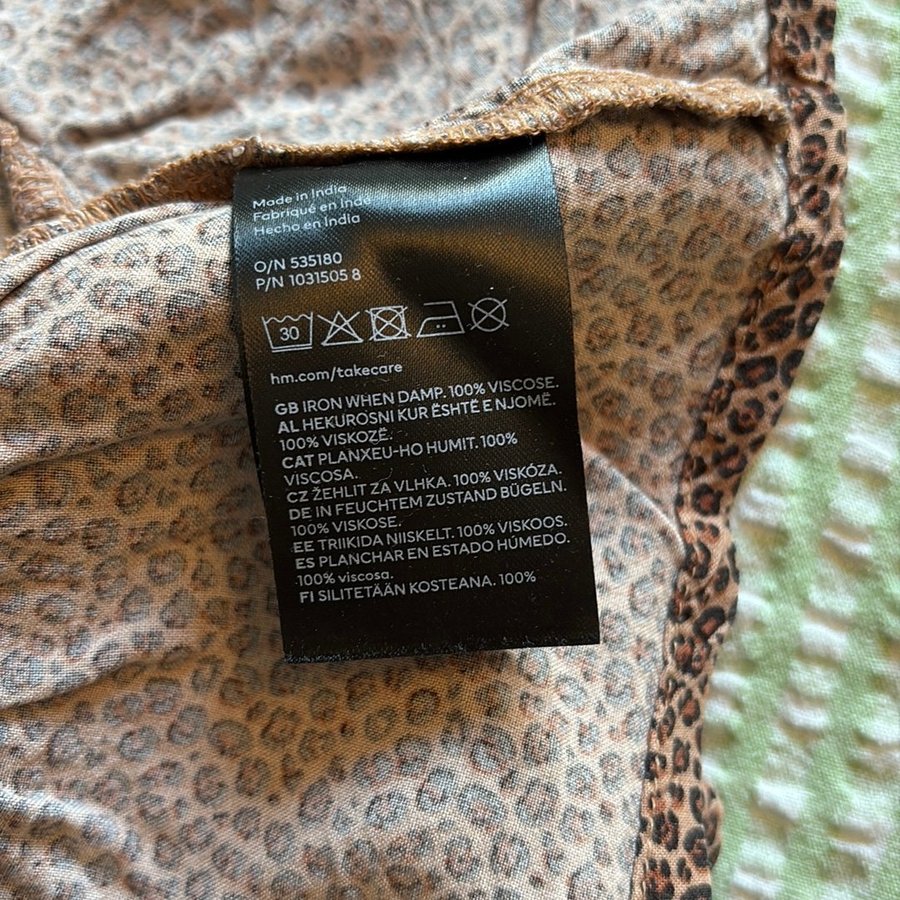 Made in India
Fabriqué en Inde
Hecho en India
O/N 535180
P/N 1031505 8
30
hm.com/takecare
GB IRON WHEN DAMP. 100% VISCOSE.
AL HEKUROSNI KUR ËSHTË E NJOMË.
100% VISKOZË.
CAT PLANXEU-HO HUMIT. 100%
VISCOSA.
CZ ŽEHLIT ZA VLHKA. 100% VISKÓZA.
DE IN FEUCHTEM ZUSTAND BÜGELN.
100% VISKOSE.
EE TRIIKIDA NIISKELT. 100% VISKOOS.
ES PLANCHAR EN ESTADO HÚMEDO.
100% viscosa.
FI SILITETÄÄN KOSTEANA. 100%